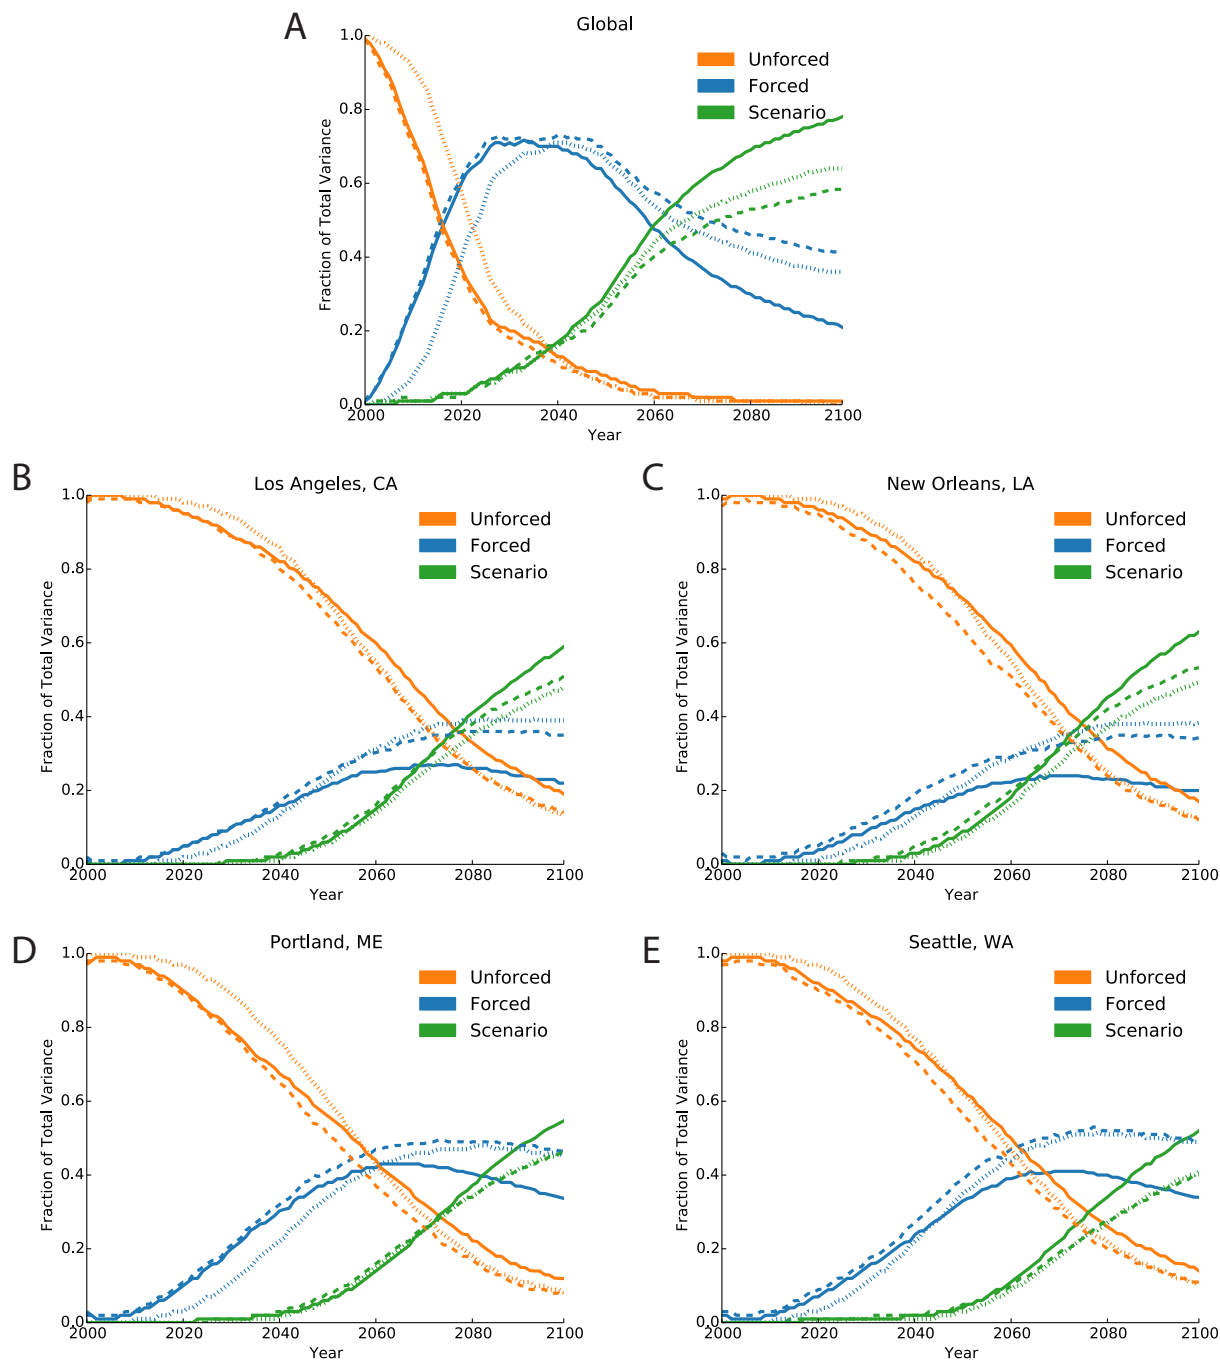 A
Global
Unforced
Forced
Scenario
Fraction of Total Variance
1.0
0.8
0.6
0.4
0.2
0.0
2000 2020 2040 2060 2080 2100
Year
B
Los Angeles, CA
Unforced
Forced
Scenario
Fraction of Total Variance
1.0
0.8
0.6
0.4
0.2
0.0
2000 2020 2040 2060 2080 2100
Year
C
New Orleans, LA
Unforced
Forced
Scenario
Fraction of Total Variance
1.0
0.8
0.6
0.4
0.2
0.0
2000 2020 2040 2060 2080 2100
Year
D
Portland, ME
Unforced
Forced
Scenario
Fraction of Total Variance
1.0
0.8
0.6
0.4
0.2
0.0
2000 2020 2040 2060 2080 2100
Year
E
Seattle, WA
Unforced
Forced
Scenario
Fraction of Total Variance
1.0
0.8
0.6
0.4
0.2
0.0
2000 2020 2040 2060 2080 2100
Year